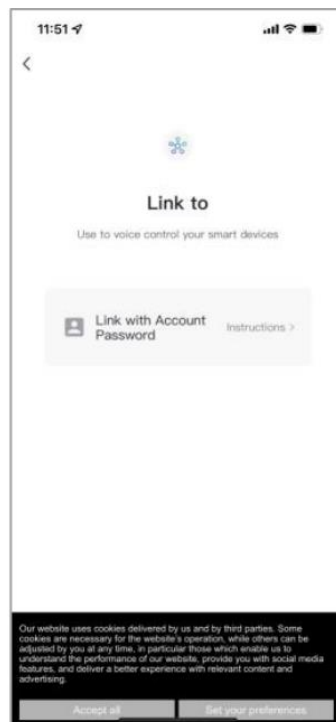 11:51
Link to
Use to voice control your smart devices
Link with Account
Password
Instructions >
Our website uses cookies delivered by us and by third parties. Some
cookies are necessary for the website's operation, while others can be
adjusted by you at any time, in particular those which enable us to
understand the performance of our website, provide you with social media
features, and deliver a better experience with relevant content and
advertising.
Accept all
Set your preferences